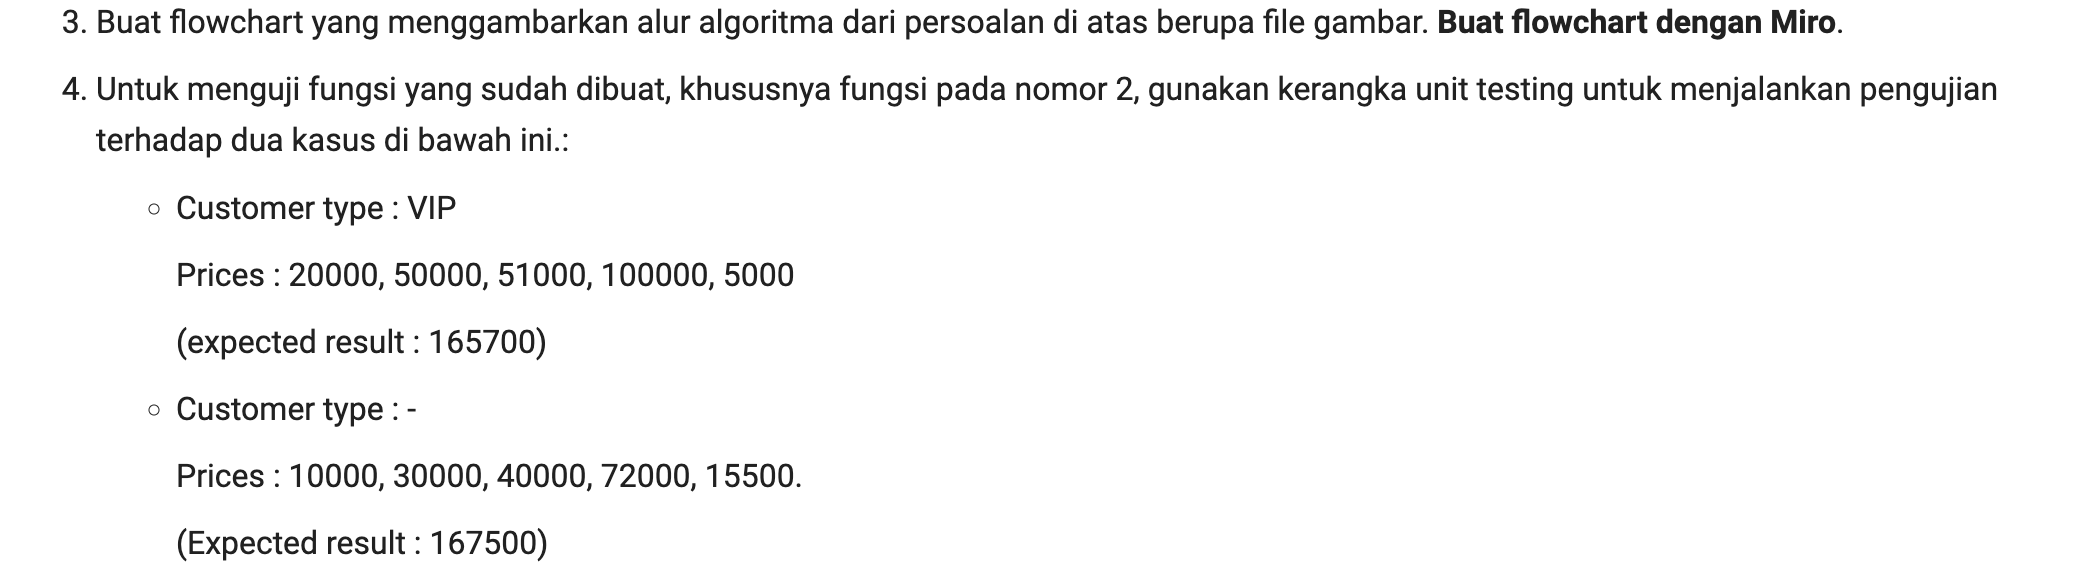 3. Buat flowchart yang menggambarkan alur algoritma dari persoalan di atas berupa file gambar. Buat flowchart dengan Miro.
4. Untuk menguji fungsi yang sudah dibuat, khususnya fungsi pada nomor 2, gunakan kerangka unit testing untuk menjalankan pengujian
terhadap dua kasus di bawah ini.:
○ Customer type : VIP
Prices : 20000, 50000, 51000, 100000, 5000
(expected result : 165700)
○ Customer type : -
Prices : 10000, 30000, 40000, 72000, 15500.
(Expected result : 167500)